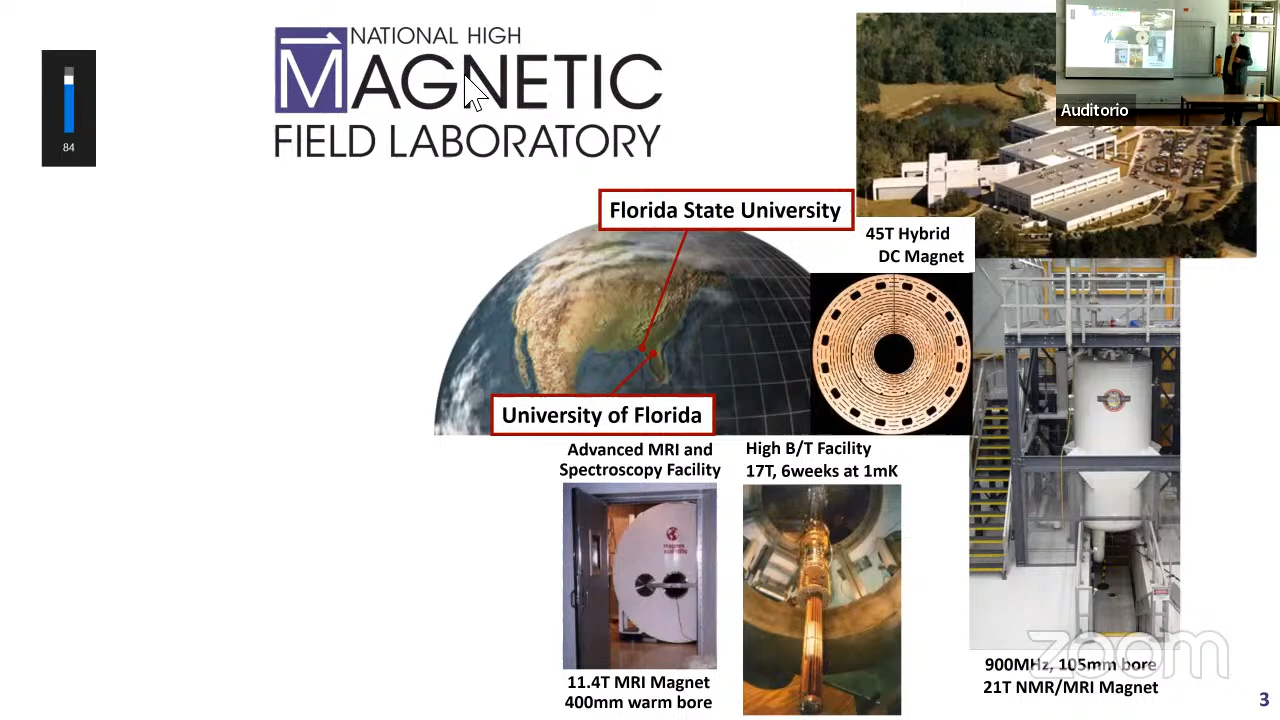 84
NATIONAL HIGH
MAGNETIC
FIELD LABORATORY
Auditorio
Florida State University
45T Hybrid
DC Magnet
University of Florida
Advanced MRI and
Spectroscopy Facility
High B/T Facility
17T, 6weeks at 1mK
11.4T MRI Magnet
400mm warm bore
zoom
900MHz, 105mm bore
21T NMR/MRI Magnet
3